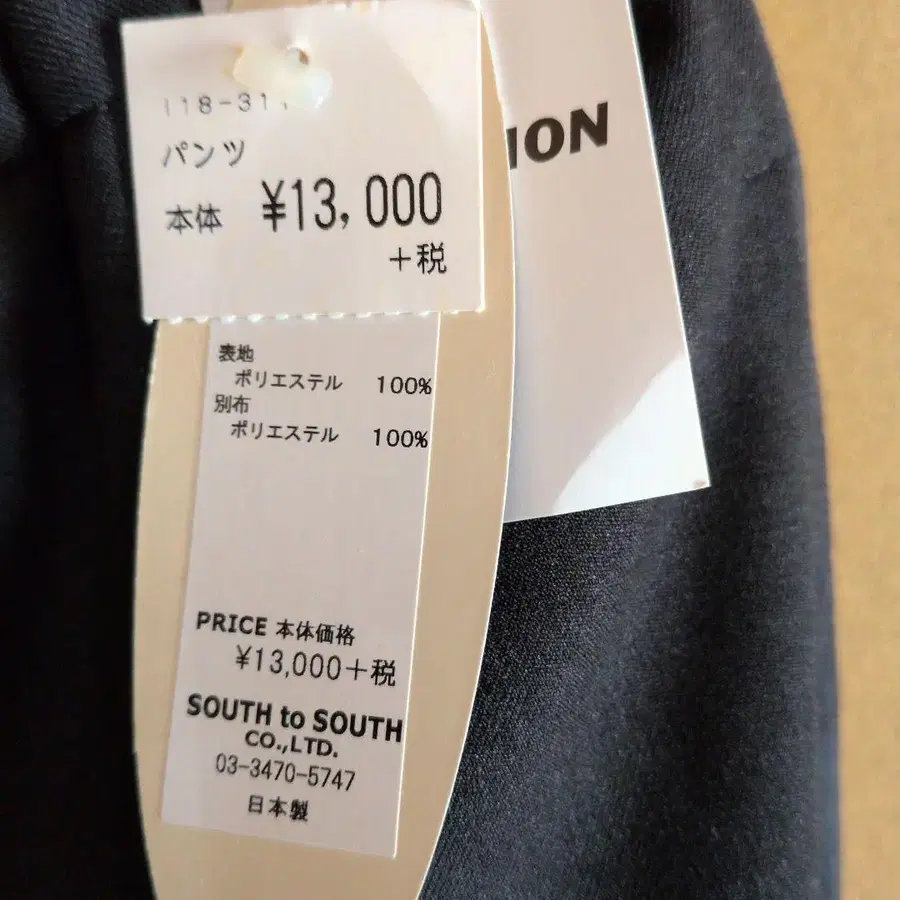 パンツ
本体 ¥13,000
+税
ION
表地
ポリエステル 100%
別布
ポリエステル 100%
PRICE 本体価格
¥13,000+税
SOUTH to SOUTH
CO.,LTD.
03-3470-5747
日本製